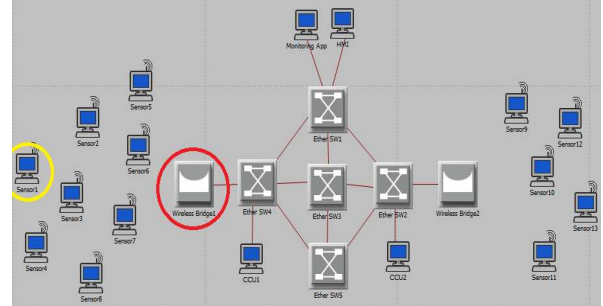 Monitoring App
HMI
Sensor5
Sensor9
Ether SW1
Sensor2
Sensor12
Sensor6
Sensor1
Sensor10
Wireless Bridge1
Ether SW4
Ether SW3
Ether SW2
Wireless Bridge2
Sensor3
Sensor13
Sensor7
Sensor4
CCU1
CCU2
Sensor11
Sensor8
Ether SW5